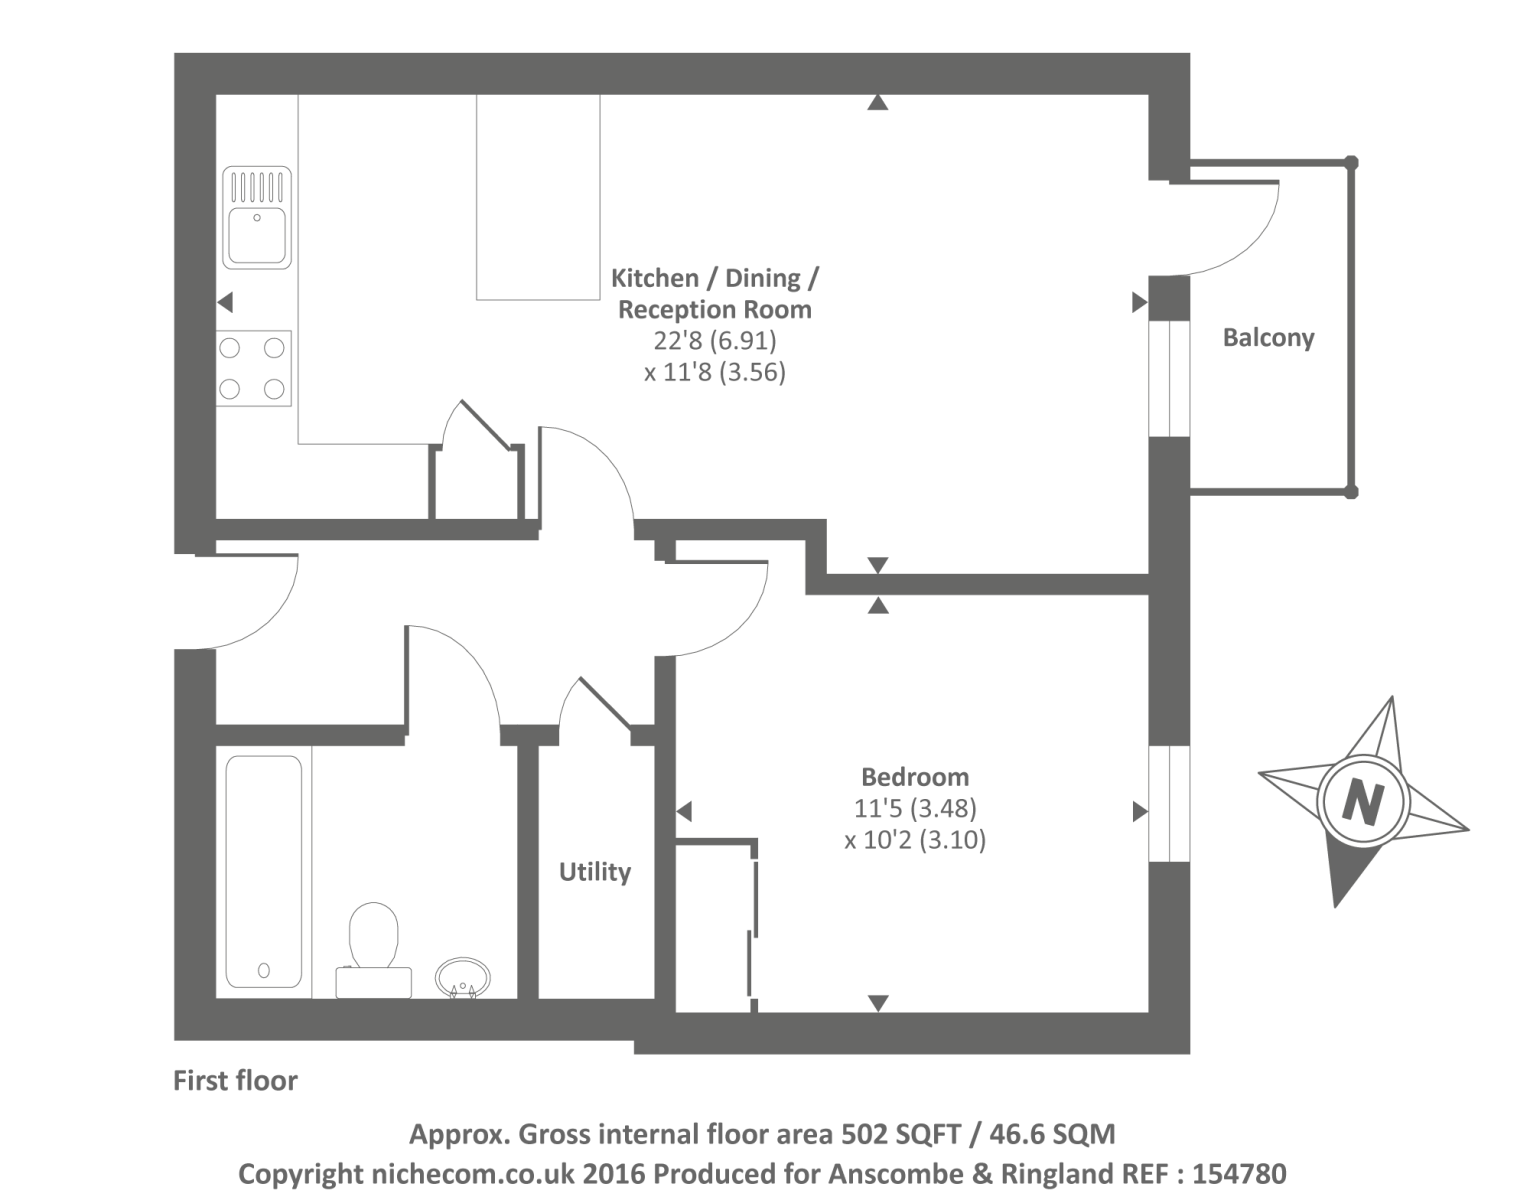 Kitchen / Dining /
Reception Room
22'8 (6.91)
x 11'8 (3.56)
Balcony
Bedroom
11'5 (3.48)
x 10'2 (3.10)
N
Utility
First floor
Approx. Gross internal floor area 502 SQFT / 46.6 SQM
Copyright nichecom.co.uk 2016 Produced for Anscombe & Ringland REF : 154780